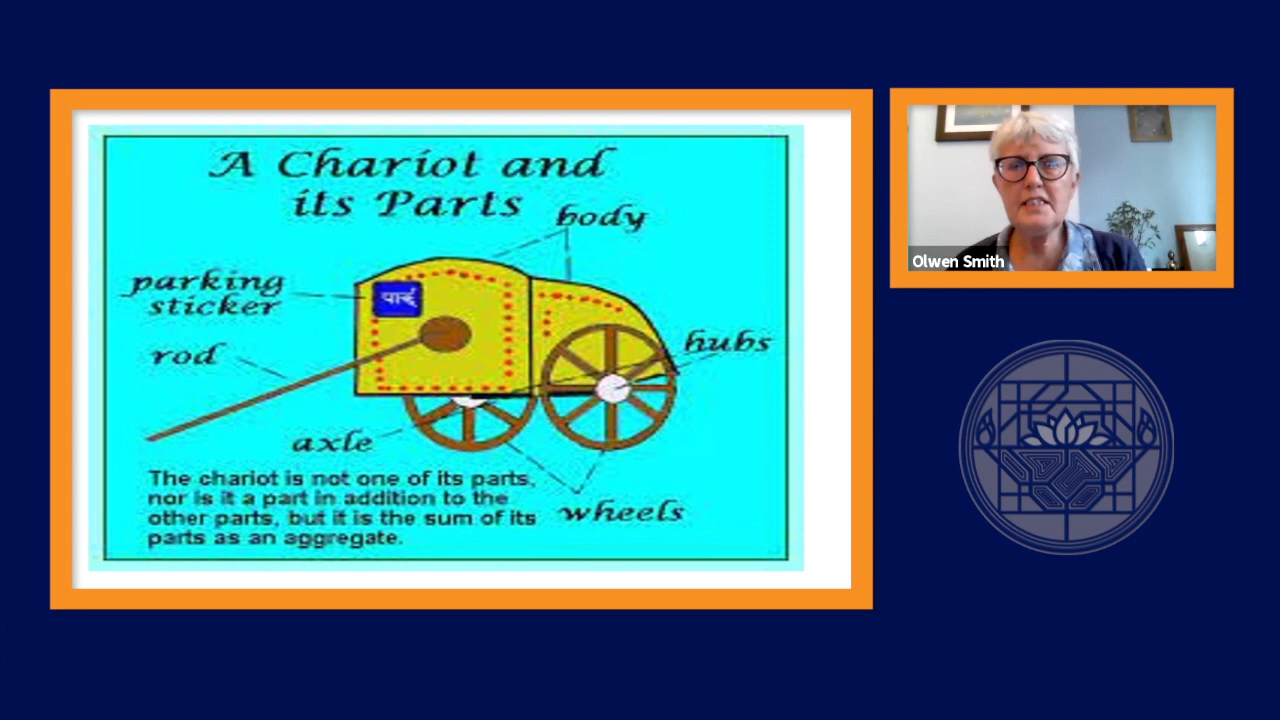 A Chariot and
its Parts
body
parking
sticker
rod
hubs
axle
wheels
The chariot is not one of its parts,
nor is it a part in addition to the
other parts, but it is the sum of its
parts as an aggregate.
Olwen Smith